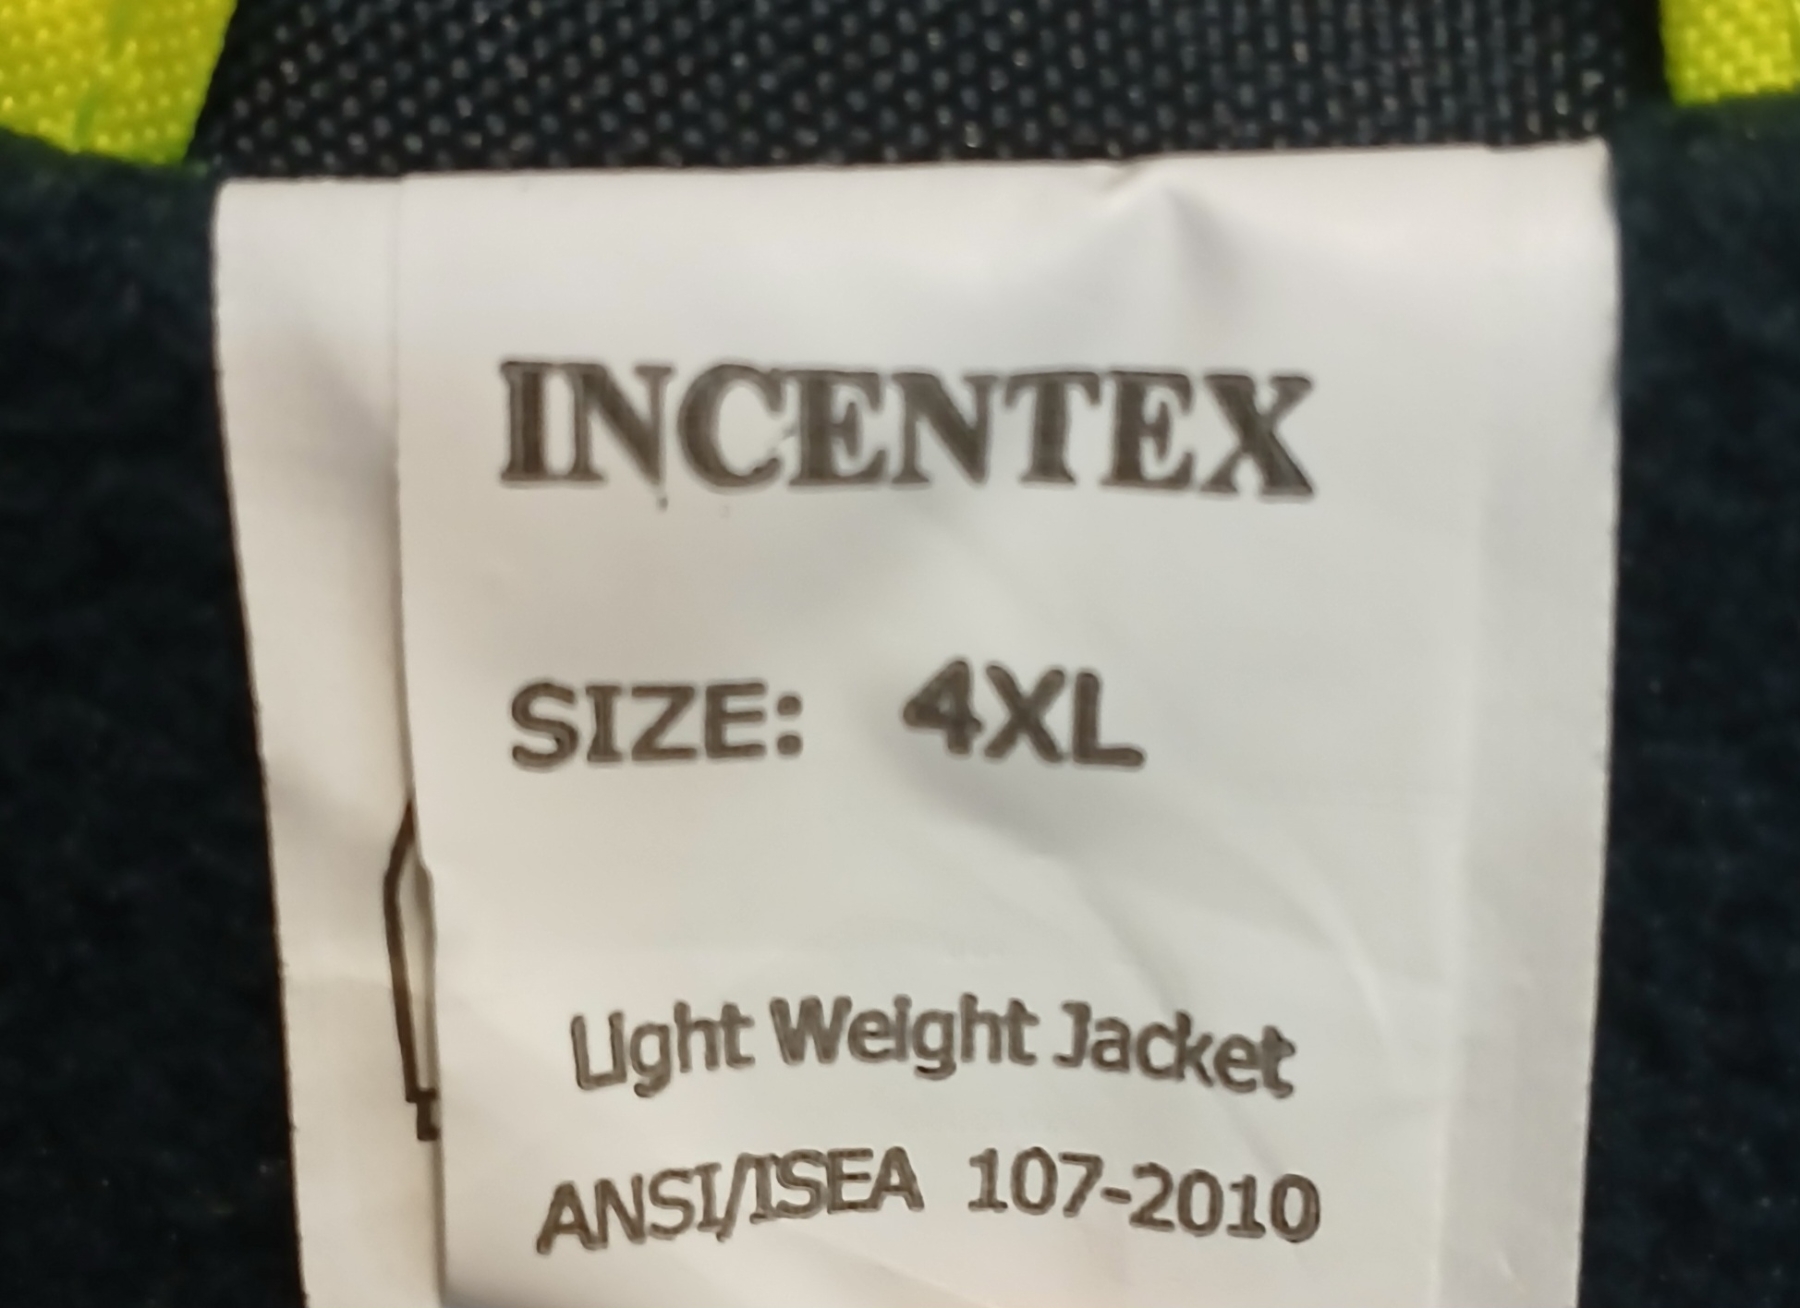 INCENTEX
SIZE: 4XL
Light Weight Jacket
ANSI/ISEA 107-2010